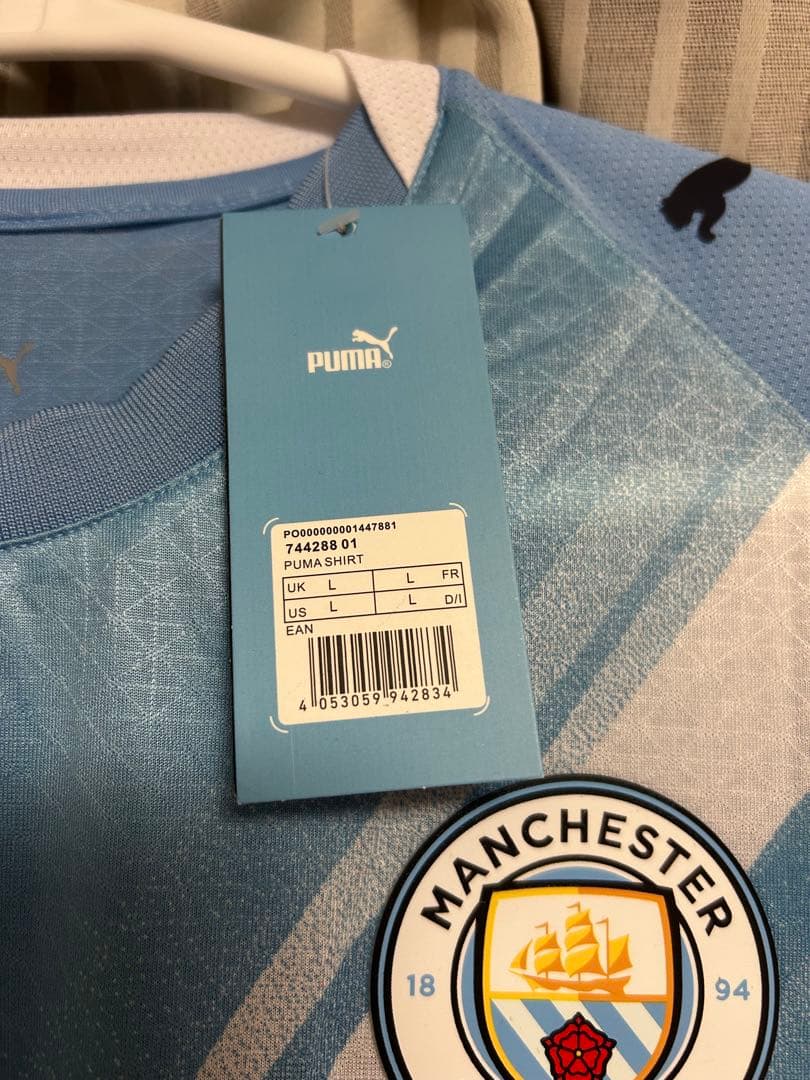 PUMA®
PO000000001447881
744288 01
PUMA SHIRT
UK L L FR
US L L D/I
EAN
4 053059 942834
MANCHESTER
18 94